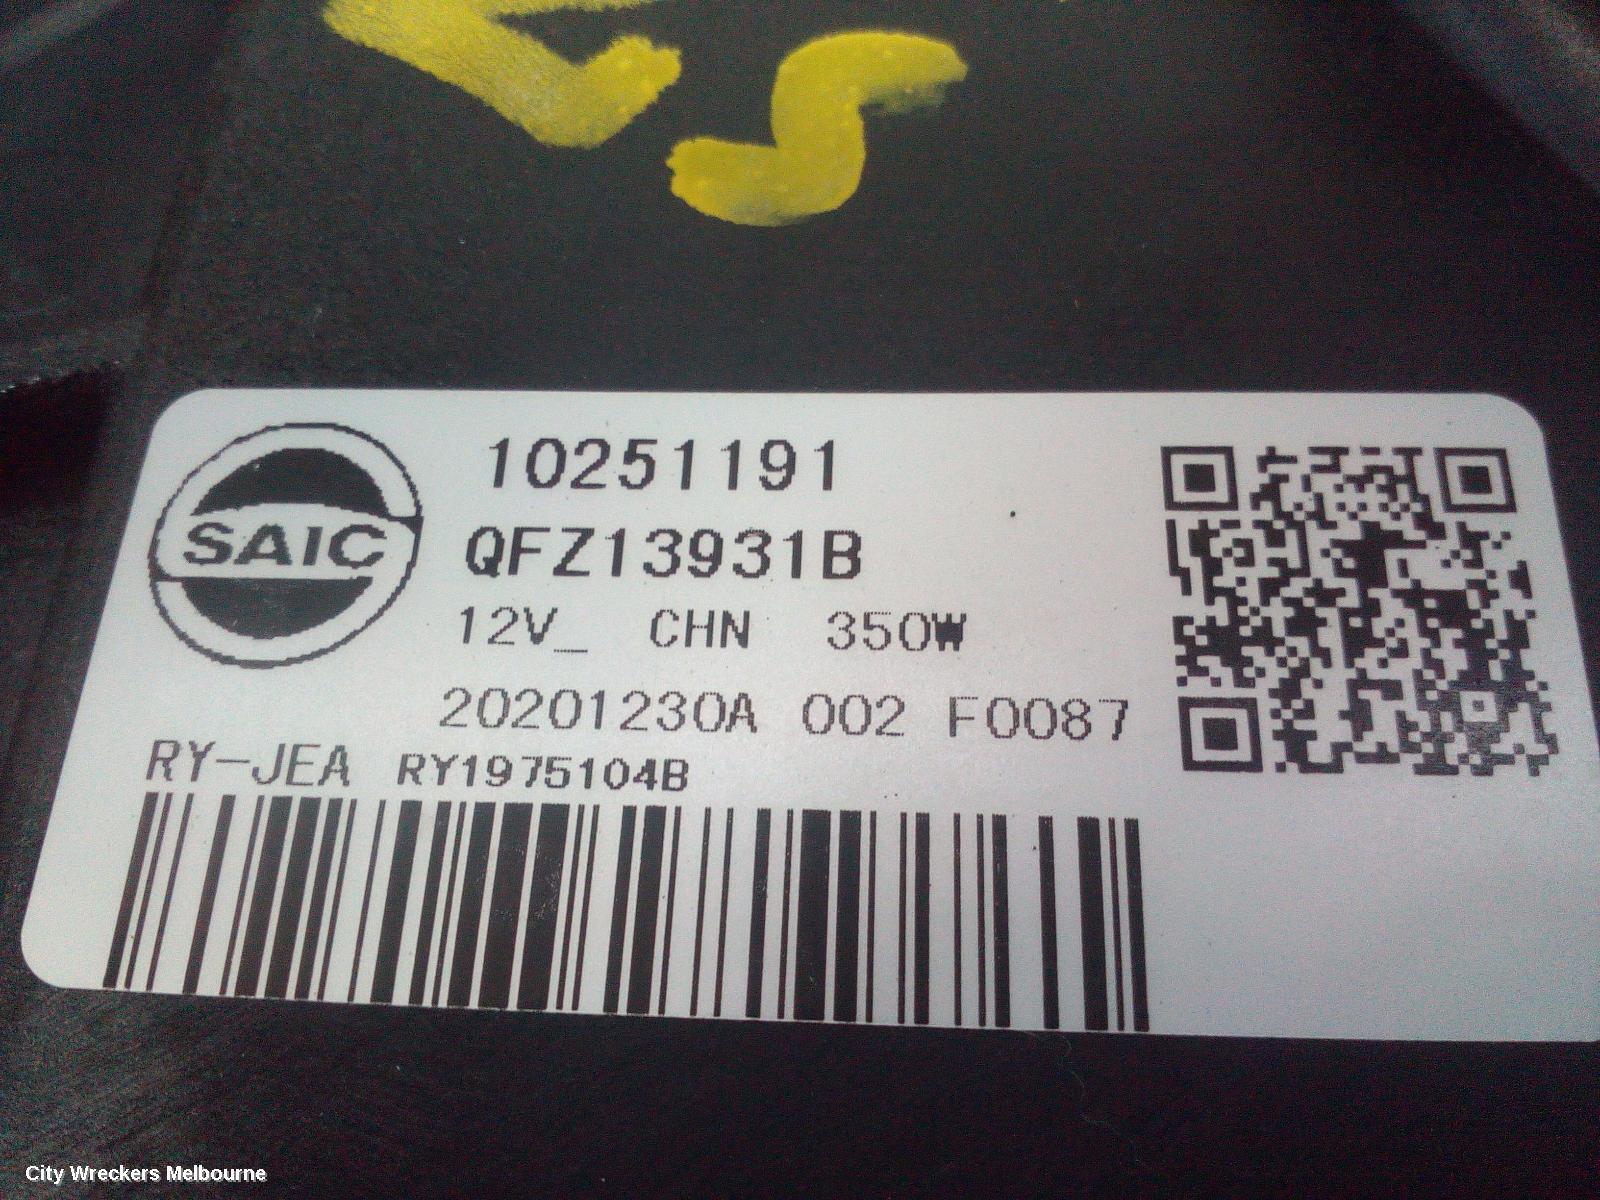 SAIC
10251191
QFZ13931B
12V_ CHN 350W
20201230A 002 F0087
RY-JEA RY1975104B
City Wreckers Melbourne